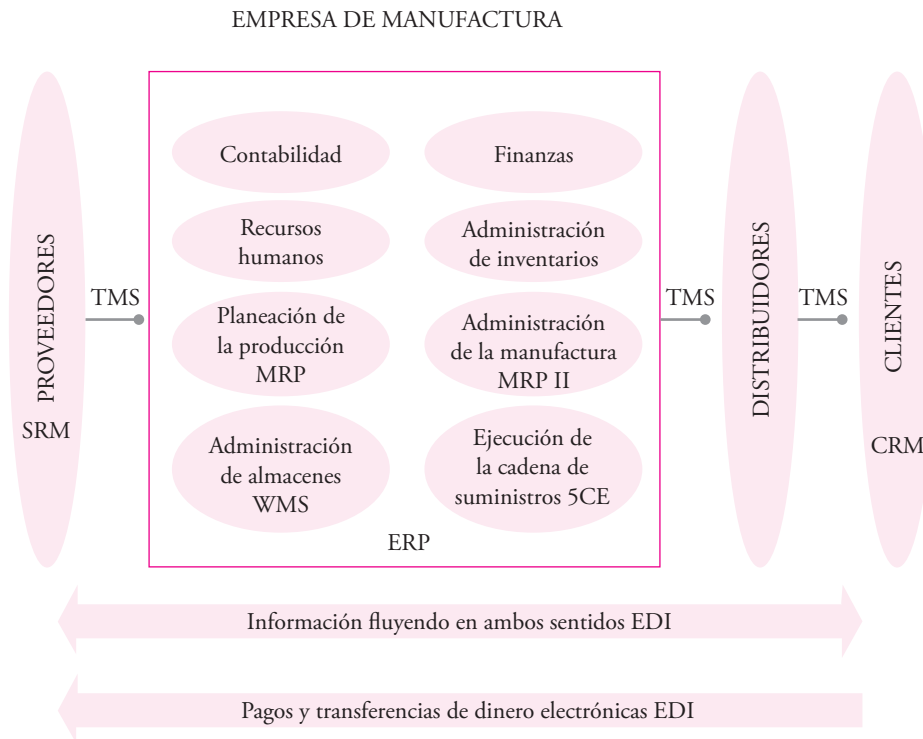 EMPRESA DE MANUFACTURA
PROVEEDORES
SRM
TMS
Contabilidad
Finanzas
Recursos
humanos
Administración
de inventarios
Planeación de
la producción
MRP
Administración
de la manufactura
MRP II
Administración
de almacenes
WMS
Ejecución de
la cadena de
suministros 5CE
ERP
TMS
DISTRIBUIDORES
TMS
CLIENTES
CRM
Información fluyendo en ambos sentidos EDI
Pagos y transferencias de dinero electrónicas EDI